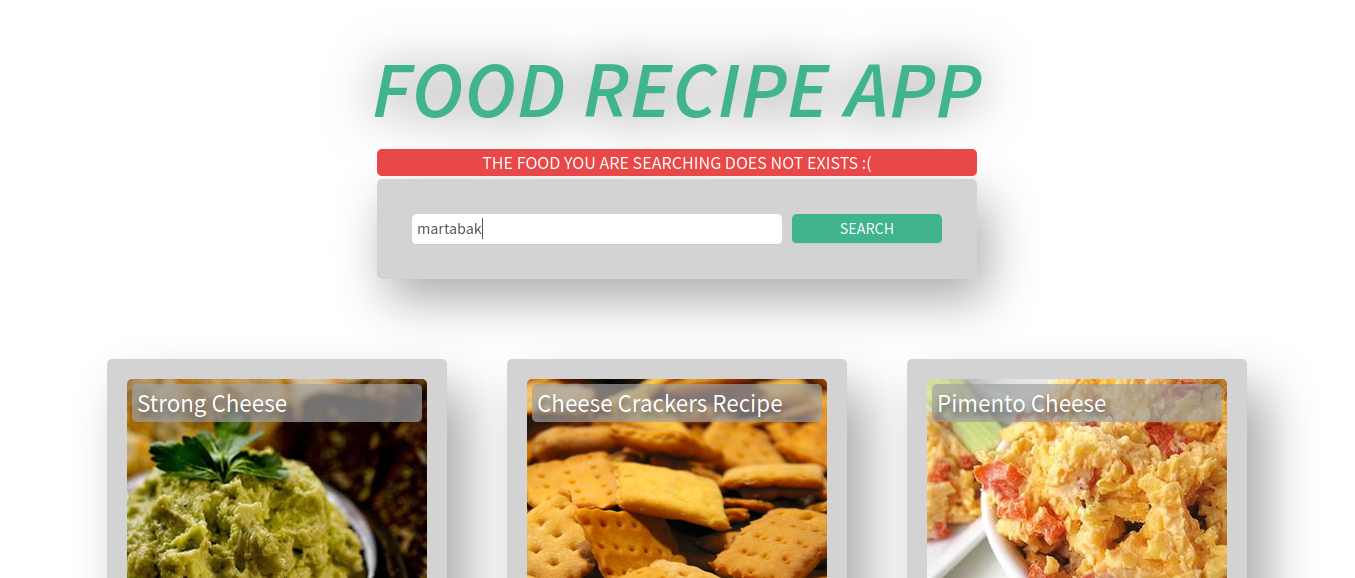 FOOD RECIPE APP
THE FOOD YOU ARE SEARCHING DOES NOT EXISTS :(
martabak
SEARCH
Strong Cheese
Cheese Crackers Recipe
Pimento Cheese